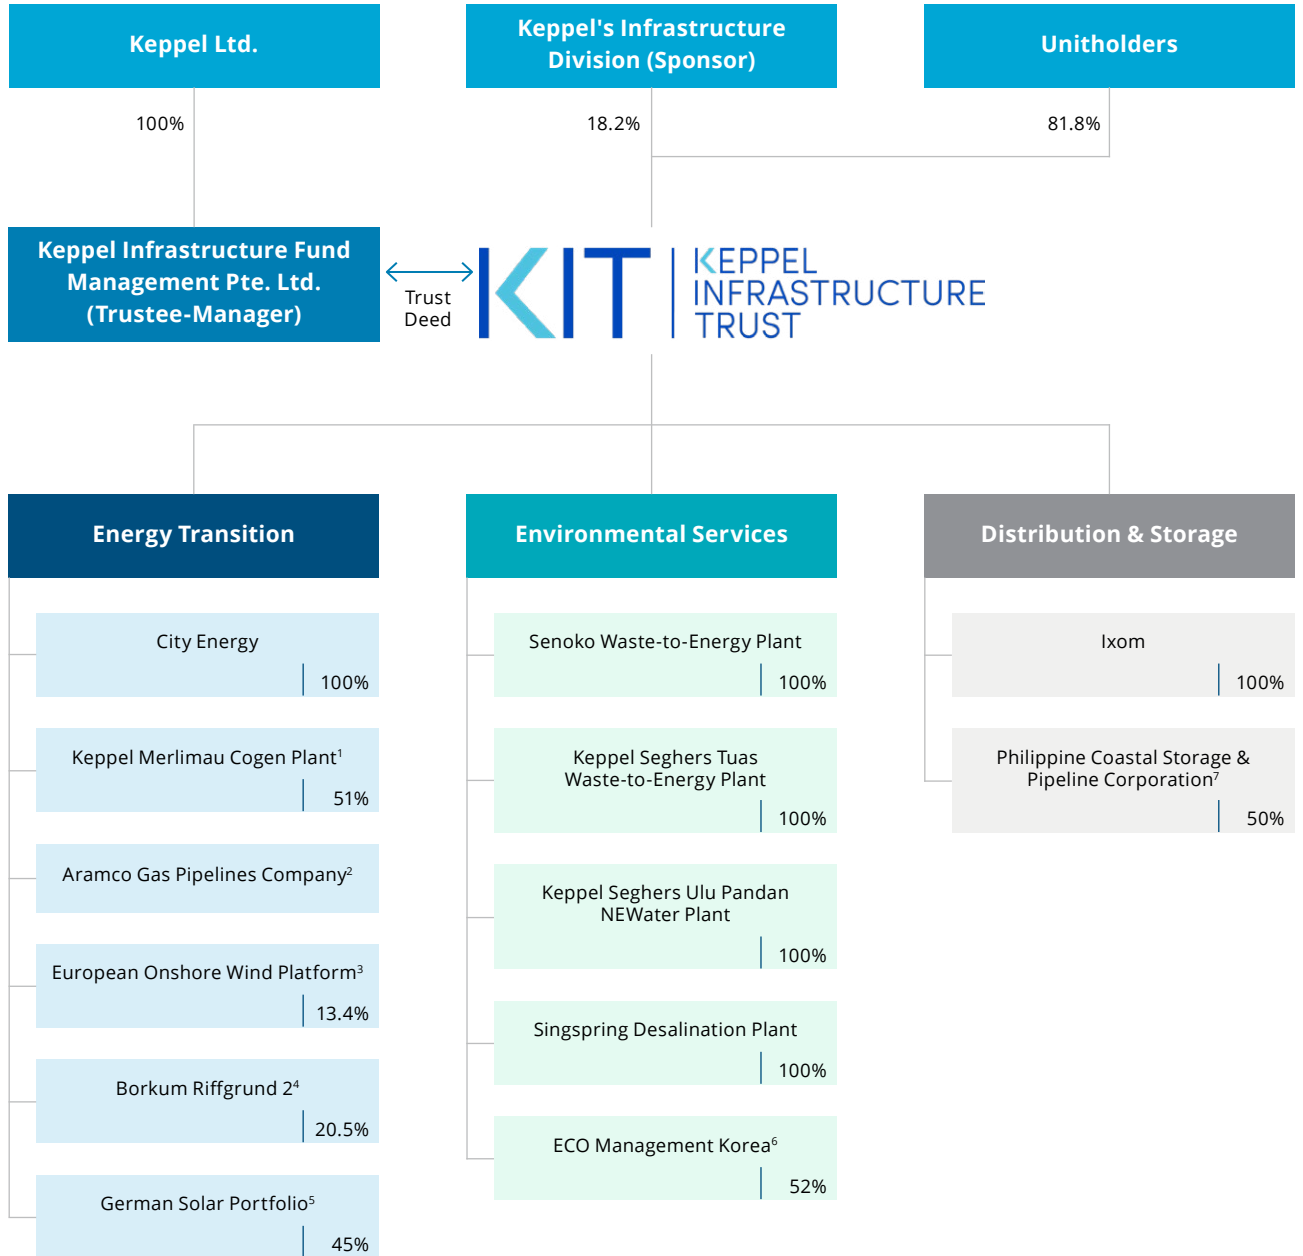 Keppel Ltd.
Keppel's Infrastructure
Division (Sponsor)
Unitholders
100%
18.2%
81.8%
Keppel Infrastructure Fund
Management Pte. Ltd.
(Trustee-Manager)
Trust
Deed
KIT
KEPPEL
INFRASTRUCTURE
TRUST
Energy Transition
City Energy
100%
Keppel Merlimau Cogen Plant¹
51%
Aramco Gas Pipelines Company²
European Onshore Wind Platform³
13.4%
Borkum Riffgrund 2⁴
20.5%
German Solar Portfolio⁵
45%
Environmental Services
Senoko Waste-to-Energy Plant
100%
Keppel Seghers Tuas
Waste-to-Energy Plant
100%
Keppel Seghers Ulu Pandan
NEWater Plant
100%
Singspring Desalination Plant
100%
ECO Management Korea⁶
52%
Distribution & Storage
Ixom
100%
Philippine Coastal Storage &
Pipeline Corporation⁷
50%